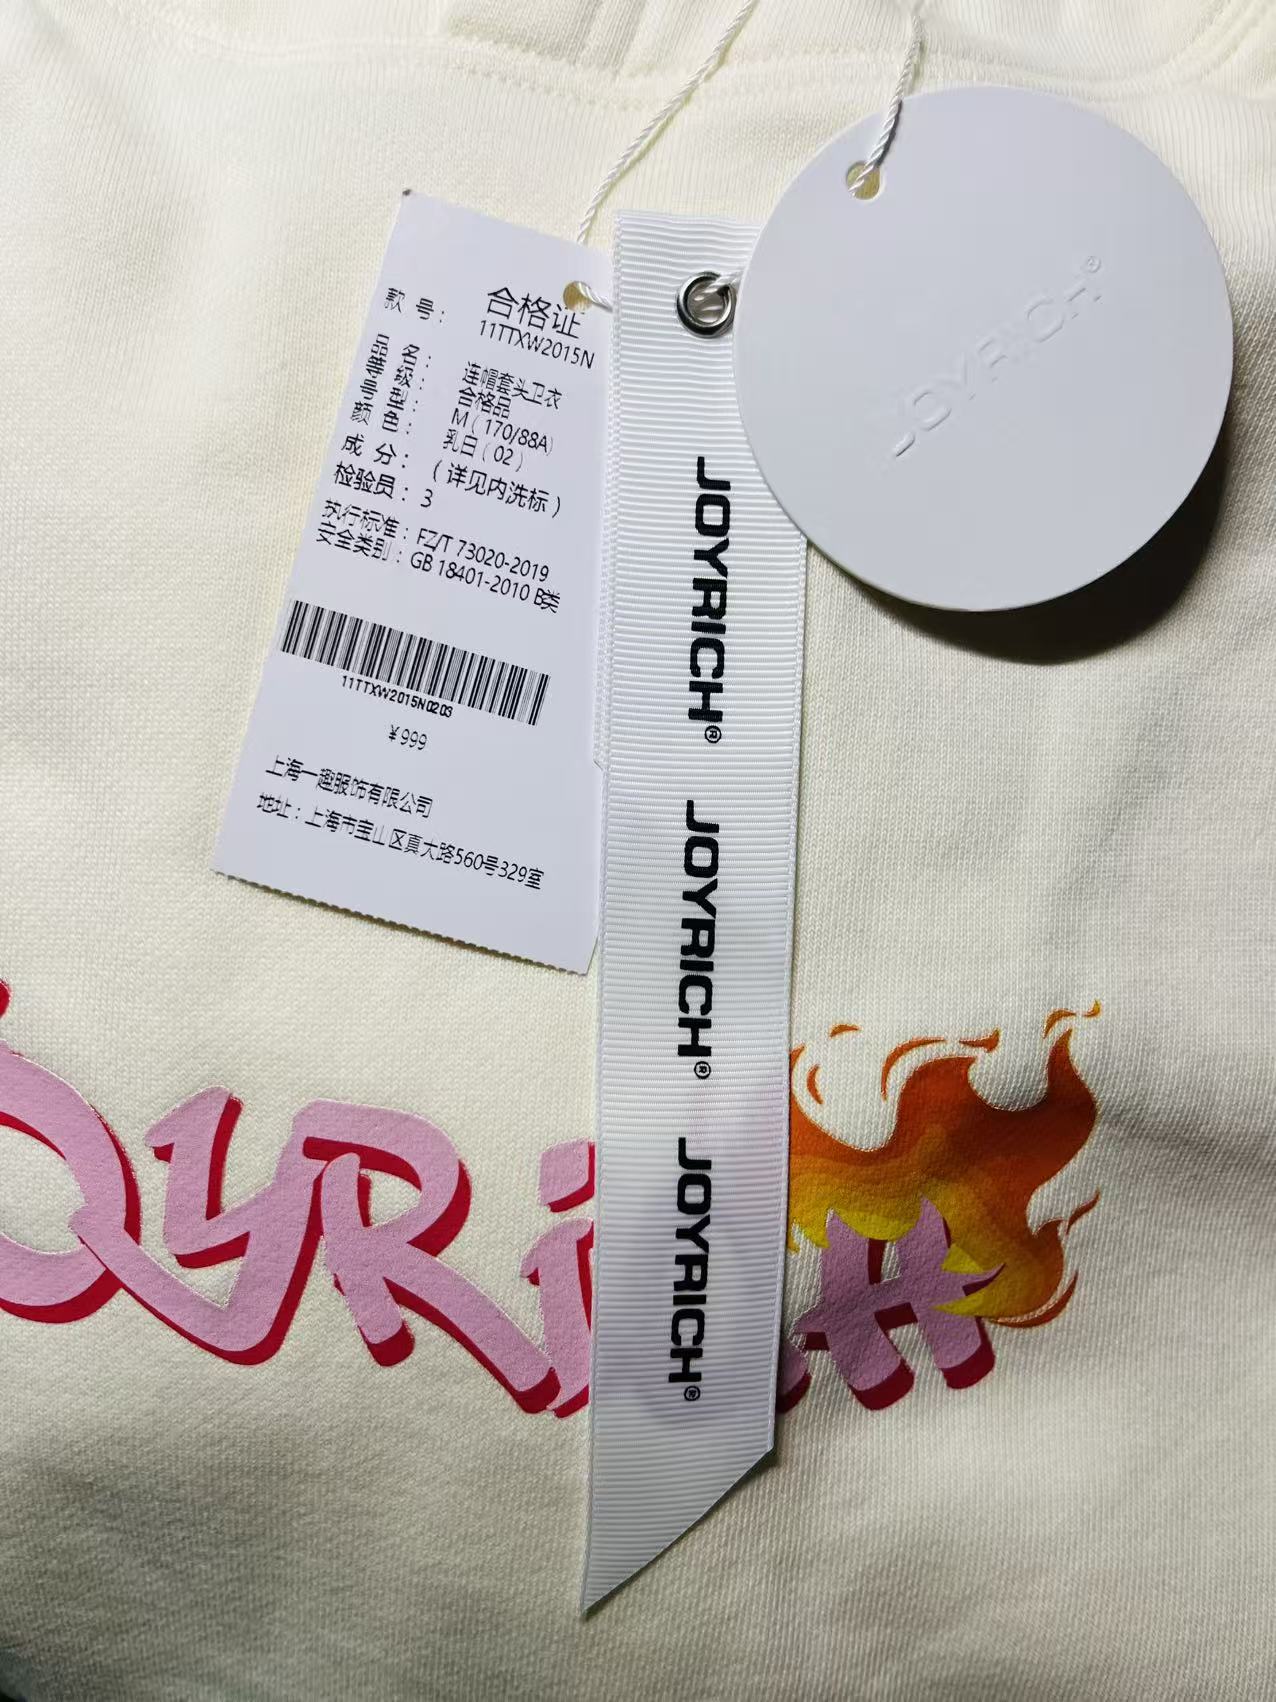 合格证
款 号： 11TTXW2015N
品 名： 连帽套头卫衣
等 级： 合格品
号 型： M（170/88A）
颜 色： 乳白（02）
成 分：（详见内洗标）
检验员： 3
执行标准：FZ/T 73020-2019
安全类别：GB 18401-2010 B类
11TTXW2015N0203
¥999
上海一趣服饰有限公司
地址：上海市宝山区真大路560号329室
JOYRICH®
JOYRICH®
JOYRICH®
JOYRICH®
OYRi H